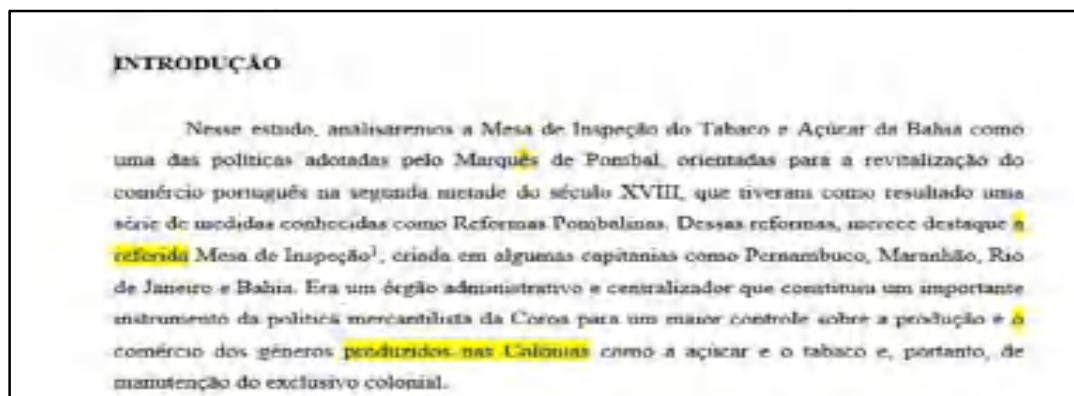 INTRODUÇÃO
Nesse estudo, analisaremos a Mesa de Inspeção do Tabaco e Açúcar da Bahia como
uma das políticas adotadas pelo Marquês de Pombal, orientadas para a revitalização do
comércio português na segunda metade do século XVIII, que tiveram como resultado uma
série de medidas conhecidas como Reformas Pombalinas. Dessas reformas, merece destaque a
referida Mesa de Inspeção¹, criada em algumas capitanias como Pernambuco, Maranhão, Rio
de Janeiro e Bahia. Era um órgão administrativo e centralizador que constituiu um importante
instrumento da política mercantilista da Coroa para um maior controle sobre a produção e o
comércio dos gêneros produzidos nas Colônias como a açúcar e o tabaco e, portanto, de
manutenção do exclusivo colonial.